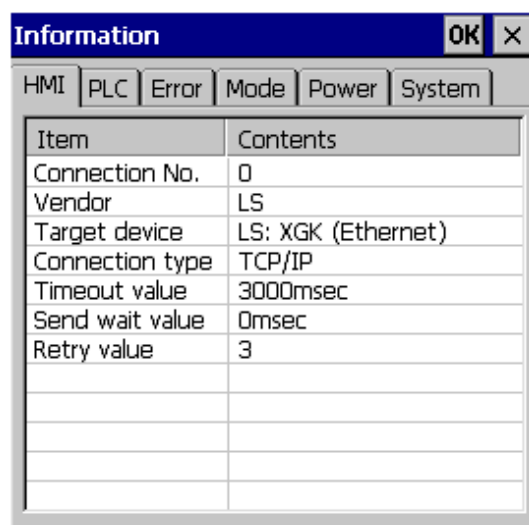 Information OK ×
HMI PLC Error Mode Power System
Item Contents
Connection No. 0
Vendor LS
Target device LS: XGK (Ethernet)
Connection type TCP/IP
Timeout value 3000msec
Send wait value 0msec
Retry value 3